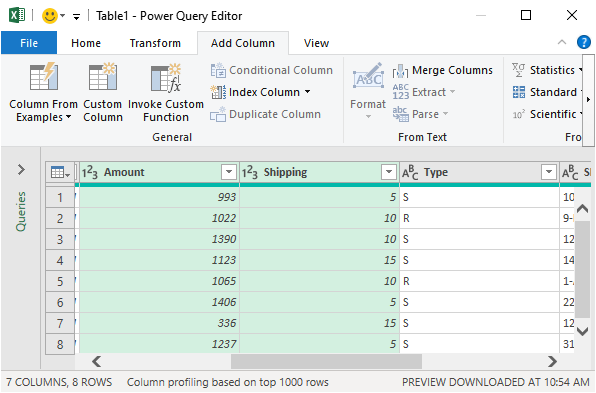 Table1 - Power Query Editor
File Home Transform Add Column View
Column From Examples
Custom Column
Invoke Custom Function
Conditional Column
Index Column
Duplicate Column
General
Format
Merge Columns
Extract
Parse
From Text
Statistics
Standard
Scientific
Queries
Amount Shipping Type
1 993 5 S 10
2 1022 10 R 9-
3 1390 10 S 12
4 1123 15 S 14
5 1065 10 R 1-
6 1406 5 S 22
7 336 15 S 12
8 1237 5 S 31
7 COLUMNS, 8 ROWS Column profiling based on top 1000 rows PREVIEW DOWNLOADED AT 10:54 AM